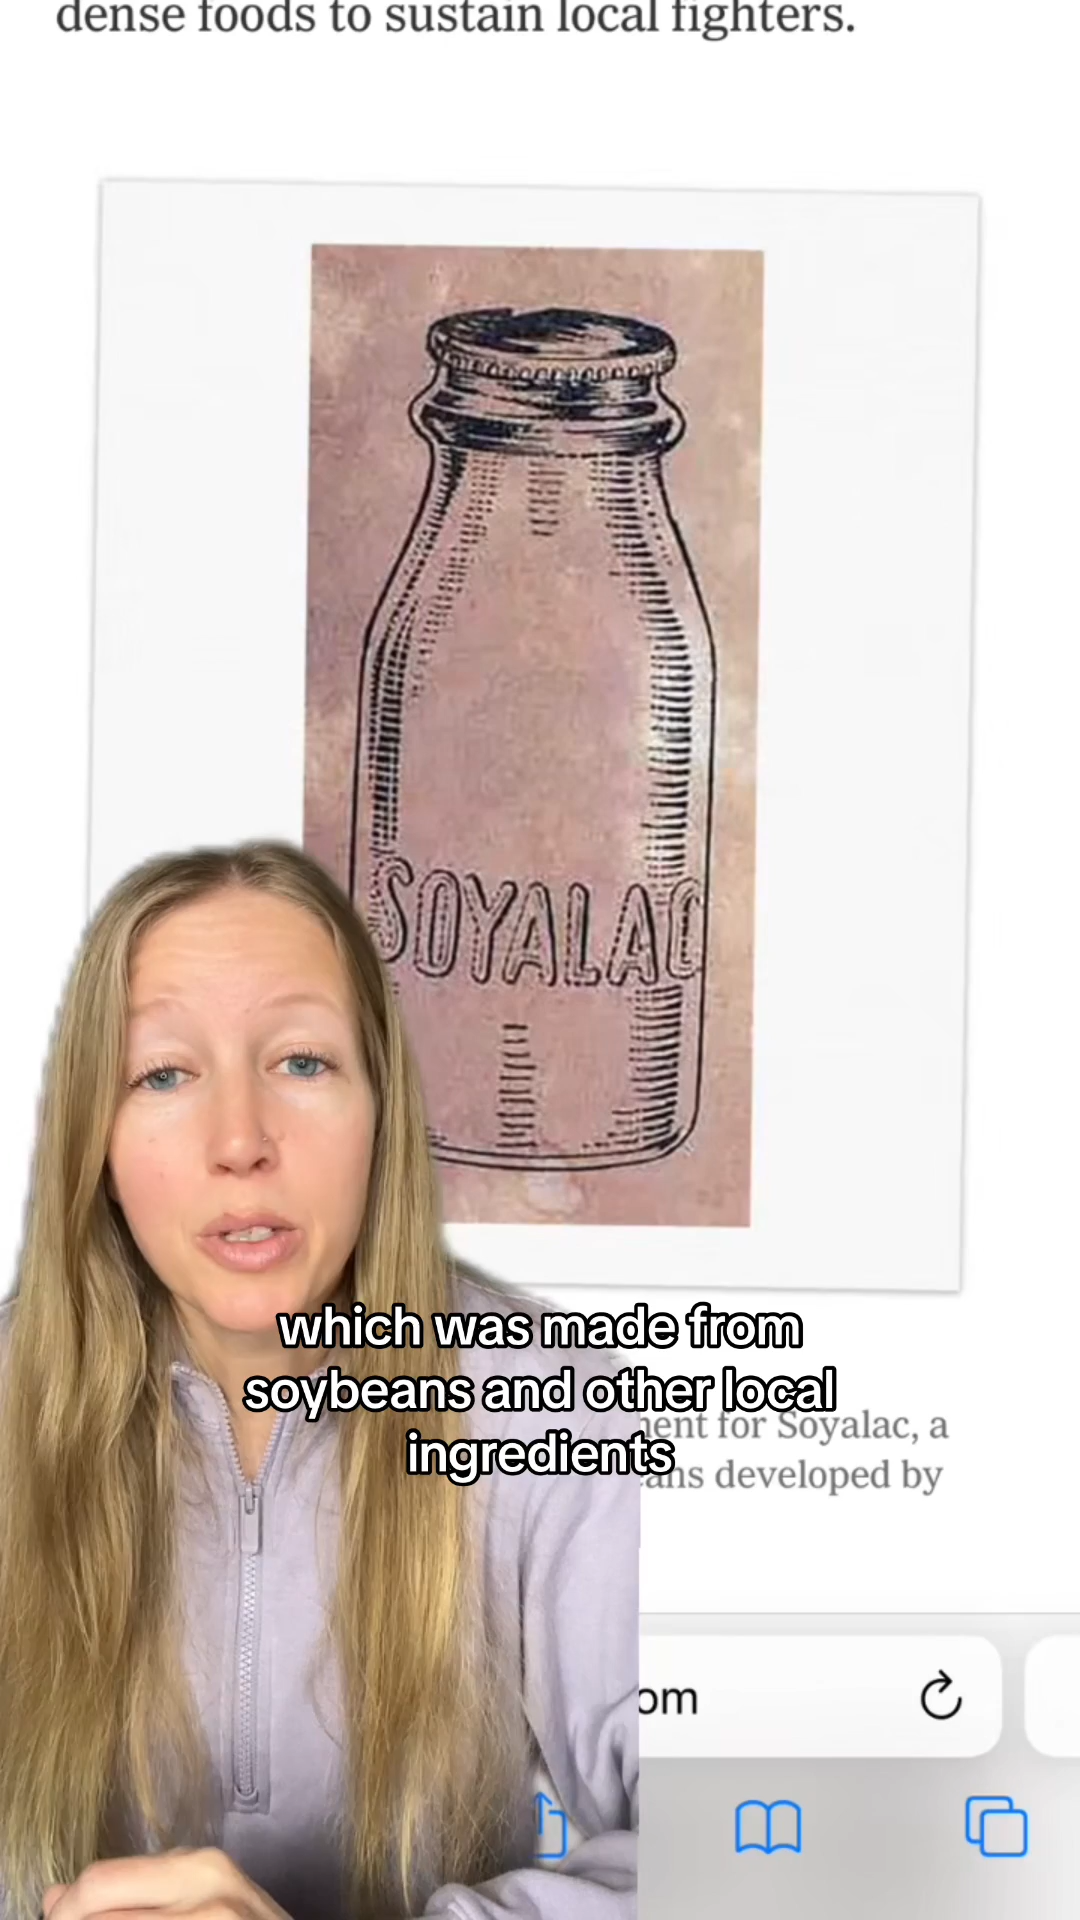 dense foods to sustain local fighters.
SOYALAC
which was made from
soybeans and other local
ingredients
ent for Soyalac, a
ans developed by
om